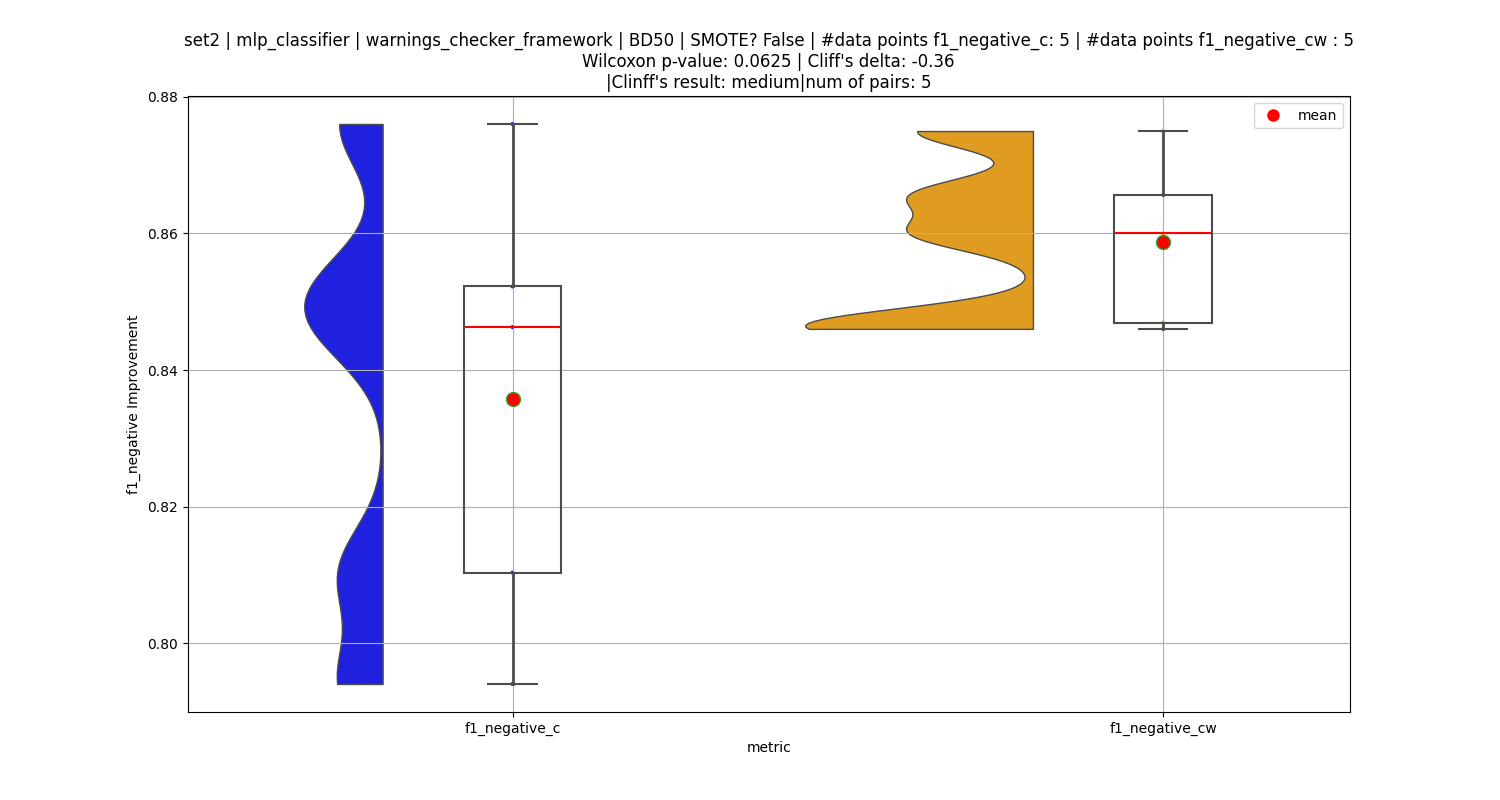 set2 | mlp_classifier | warnings_checker_framework | BD50 | SMOTE? False | #data points f1_negative_c: 5 | #data points f1_negative_cw : 5
Wilcoxon p-value: 0.0625 | Cliff's delta: -0.36
|Clinff's result: medium|num of pairs: 5
mean
0.88
0.86
0.84
0.82
0.80
f1_negative Improvement
f1_negative_c
f1_negative_cw
metric